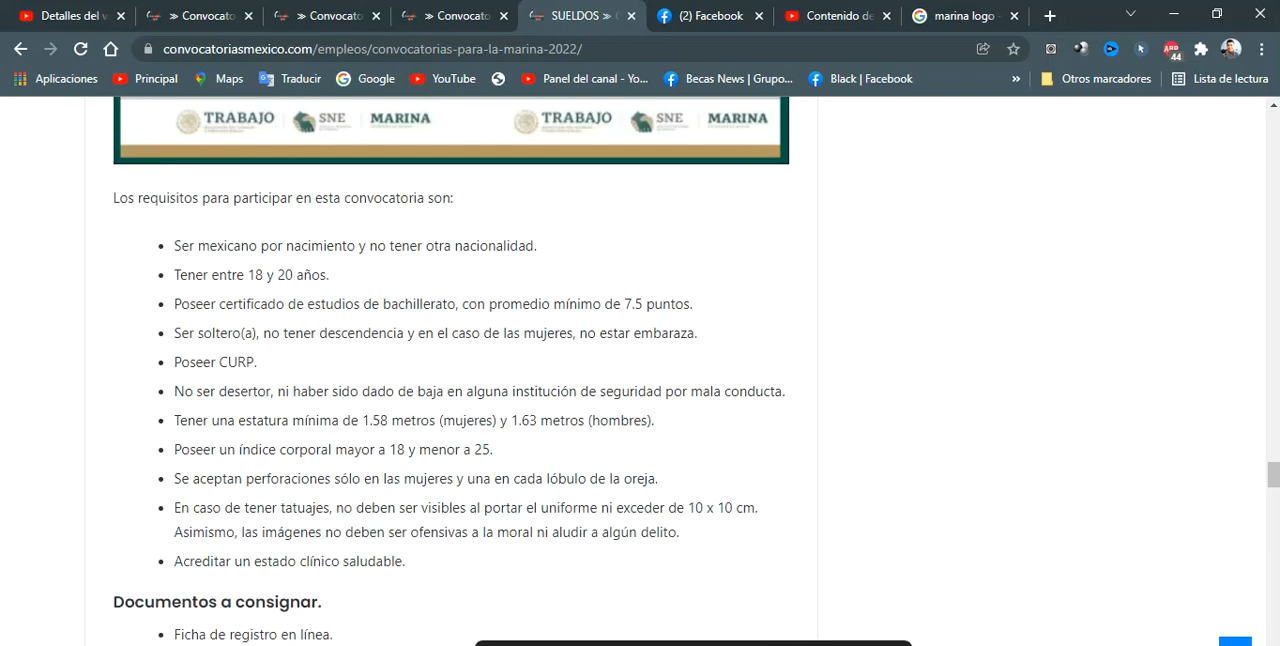 Detalles del v
» Convocato
» Convocato
» Convocato
SUELDOS »
(2) Facebook
Contenido de
marina logo -
convocatoriasmexico.com/empleos/convocatorias-para-la-marina-2022/
ABP
44
Aplicaciones
Principal
Maps
Traducir
Google
YouTube
Panel del canal - Yo...
Becas News | Grupo...
Black | Facebook
»
Otros marcadores
Lista de lectura
TRABAJO SNE MARINA TRABAJO SNE MARINA
Los requisitos para participar en esta convocatoria son:
• Ser mexicano por nacimiento y no tener otra nacionalidad.
• Tener entre 18 y 20 años.
• Poseer certificado de estudios de bachillerato, con promedio mínimo de 7.5 puntos.
• Ser soltero(a), no tener descendencia y en el caso de las mujeres, no estar embaraza.
• Poseer CURP.
• No ser desertor, ni haber sido dado de baja en alguna institución de seguridad por mala conducta.
• Tener una estatura mínima de 1.58 metros (mujeres) y 1.63 metros (hombres).
• Poseer un índice corporal mayor a 18 y menor a 25.
• Se aceptan perforaciones sólo en las mujeres y una en cada lóbulo de la oreja.
• En caso de tener tatuajes, no deben ser visibles al portar el uniforme ni exceder de 10 x 10 cm.
Asimismo, las imágenes no deben ser ofensivas a la moral ni aludir a algún delito.
• Acreditar un estado clínico saludable.
Documentos a consignar.
• Ficha de registro en línea.